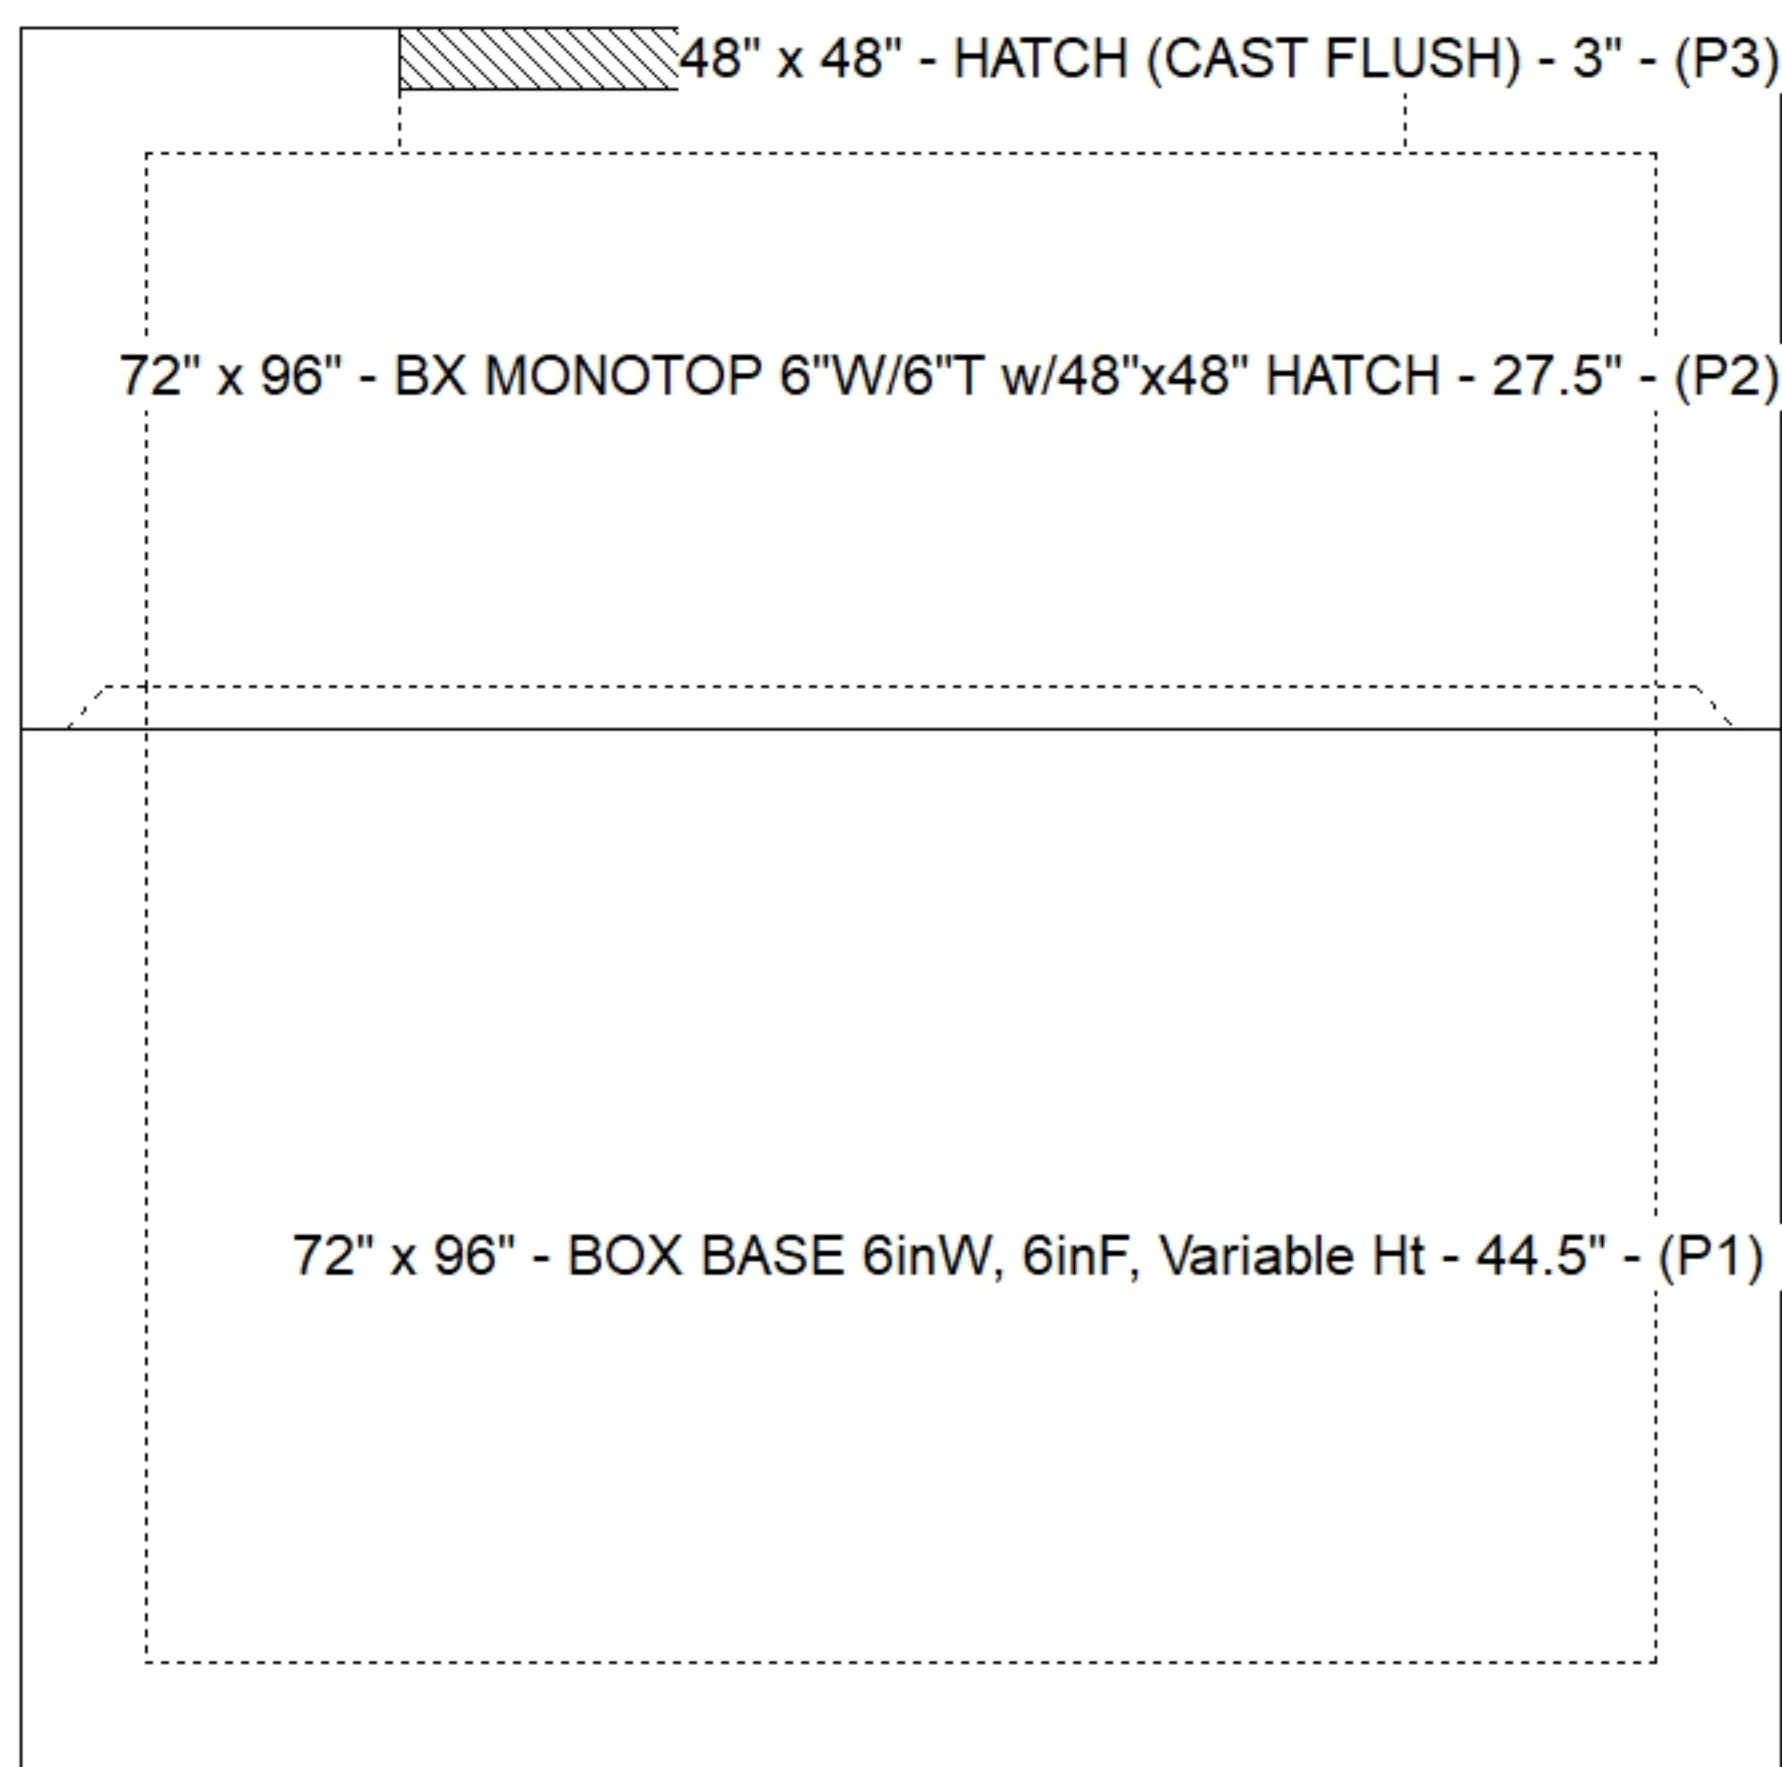 48" x 48" - HATCH (CAST FLUSH) - 3" - (P3)
72" x 96" - BX MONOTOP 6"W/6"T w/48"x48" HATCH - 27.5" - (P2)
72" x 96" - BOX BASE 6inW, 6inF, Variable Ht - 44.5" - (P1)